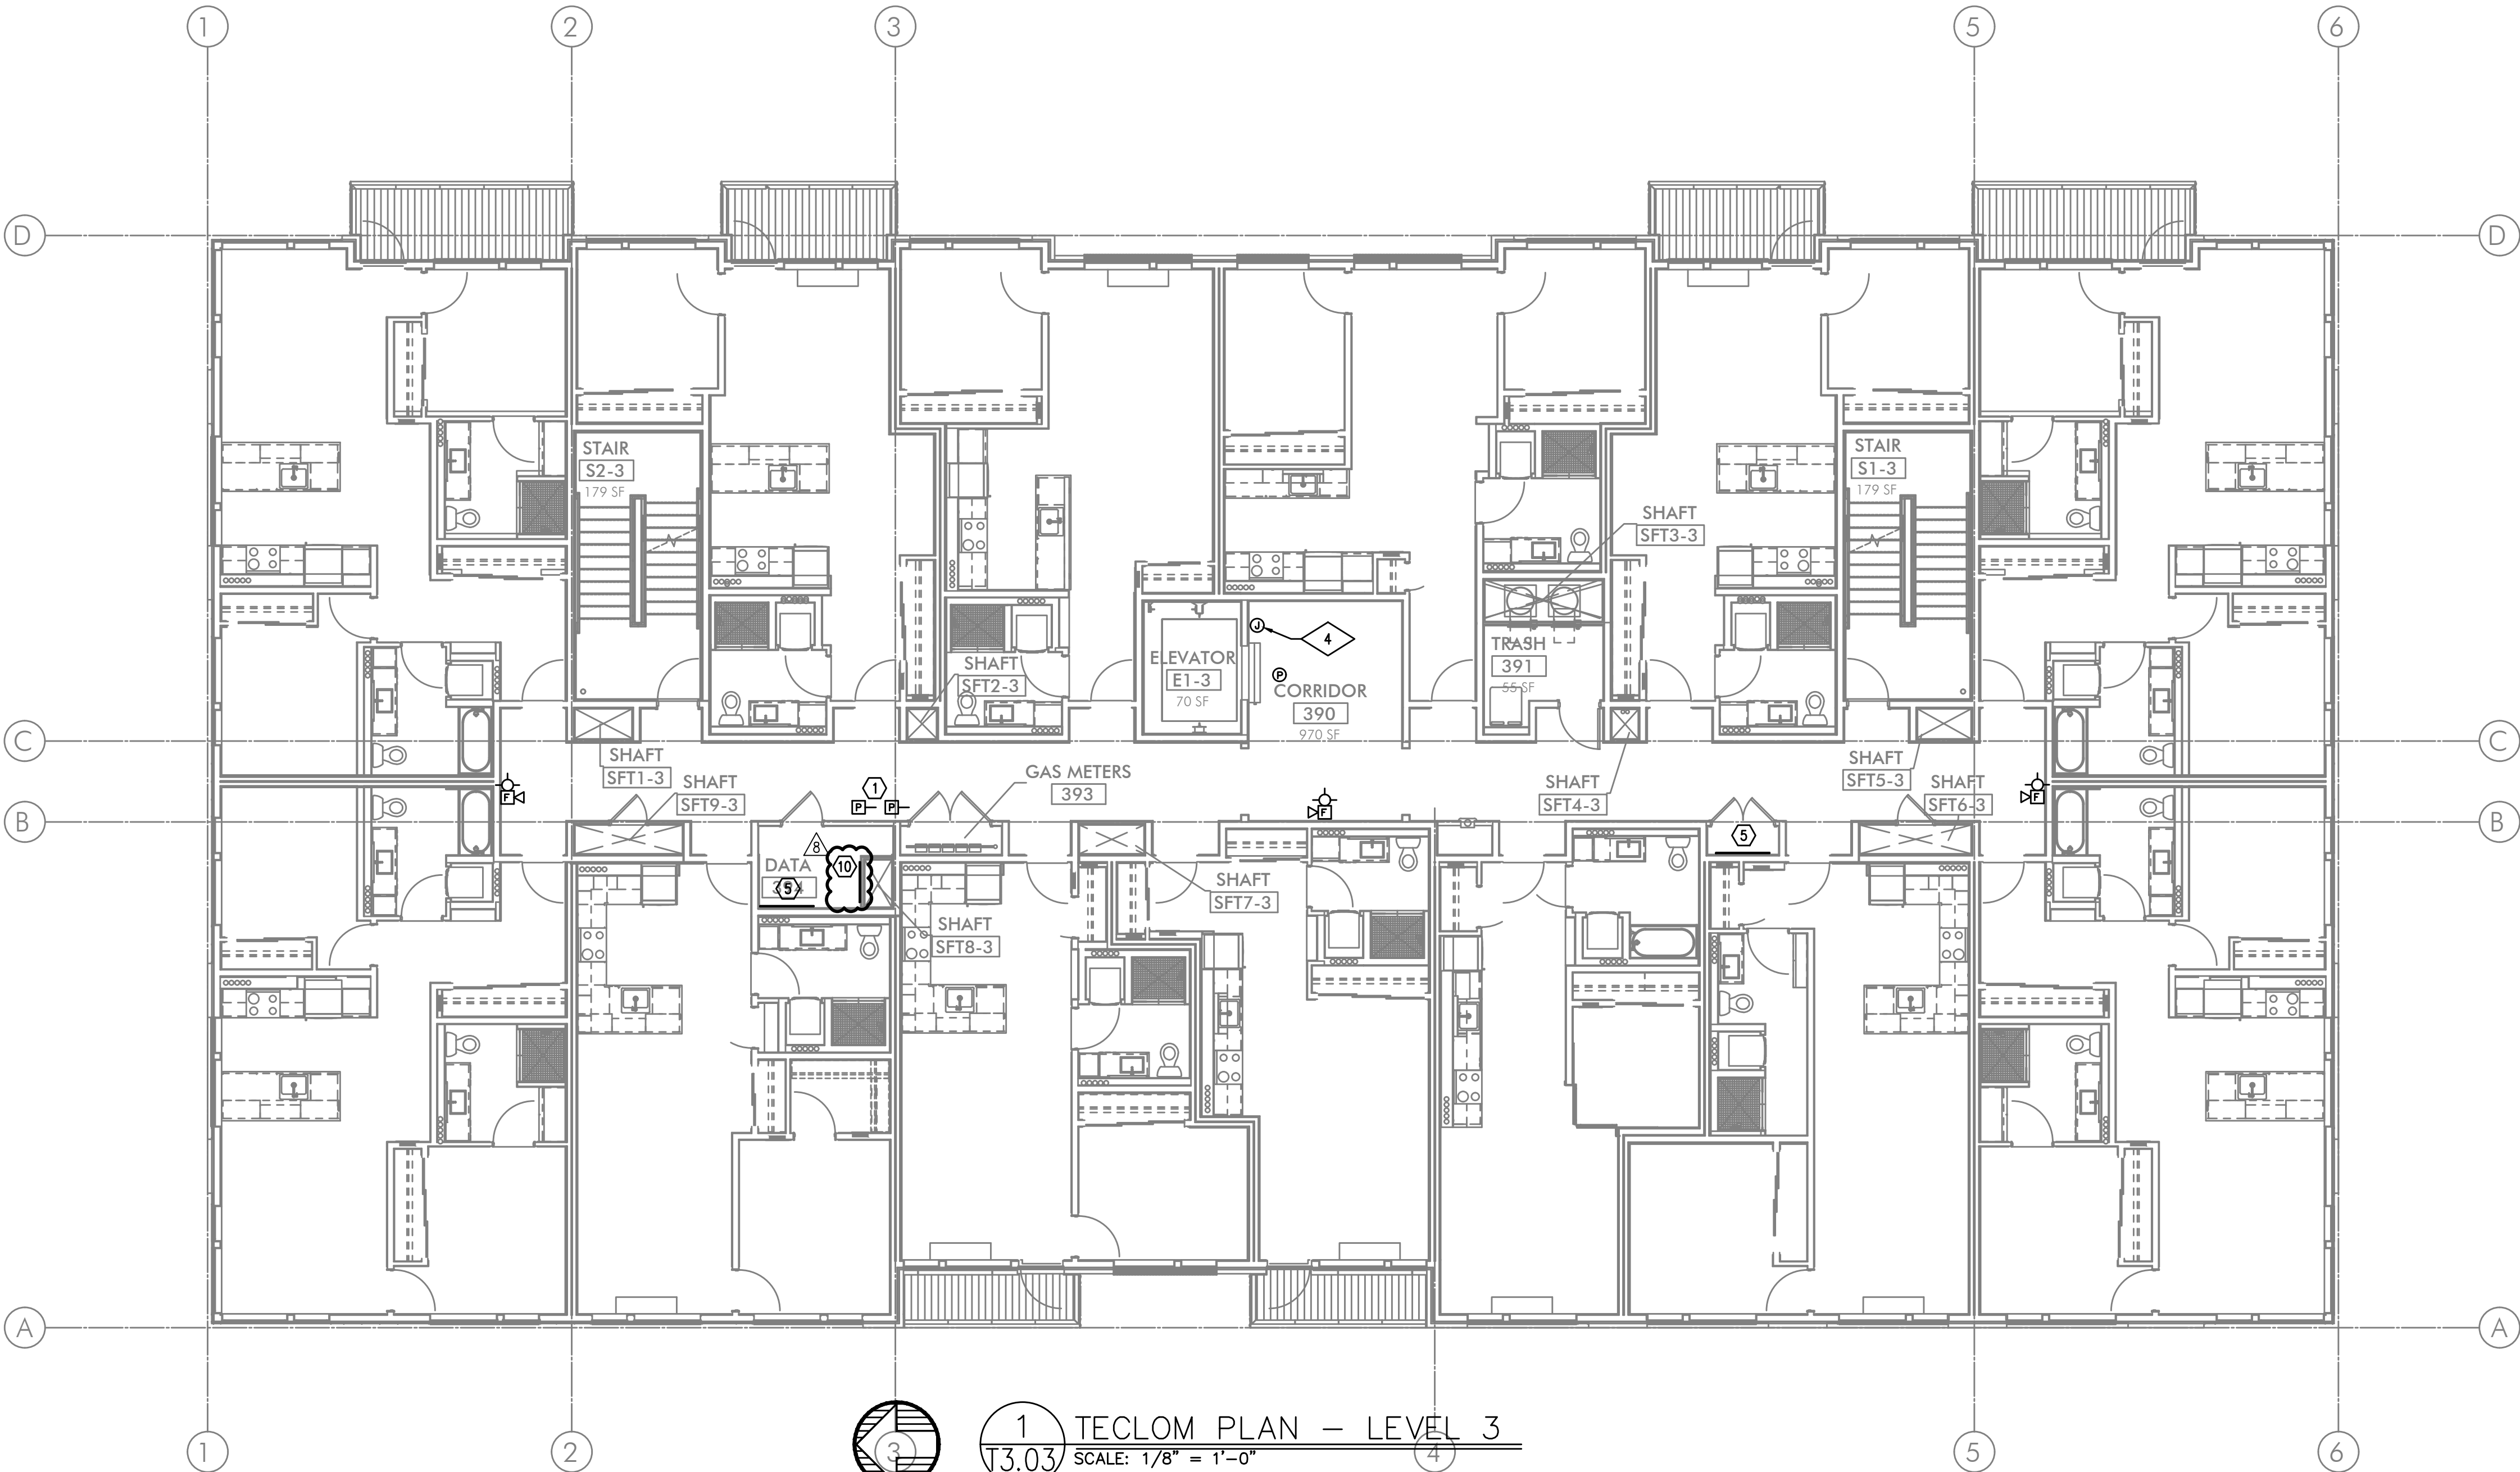 1
2
3
5
6
D
D
STAIR
S2-3
179 SF
STAIR
S1-3
179 SF
SHAFT
SFT3-3
J
4
ELEVATOR
E1-3
70 SF
P
CORRIDOR
390
970 SF
TRASH
391
55 SF
SHAFT
SFT2-3
C
C
SHAFT
SFT1-3
SHAFT
SFT9-3
GAS METERS
393
SHAFT
SFT4-3
SHAFT
SFT5-3
SHAFT
SFT6-3
F
1
P
P
F
F
B
B
8
DATA
5
10
5
SHAFT
SFT7-3
SHAFT
SFT8-3
A
A
1
2
3
4
5
6
1
T3.03
TECLOM PLAN – LEVEL 3
SCALE: 1/8" = 1'-0"